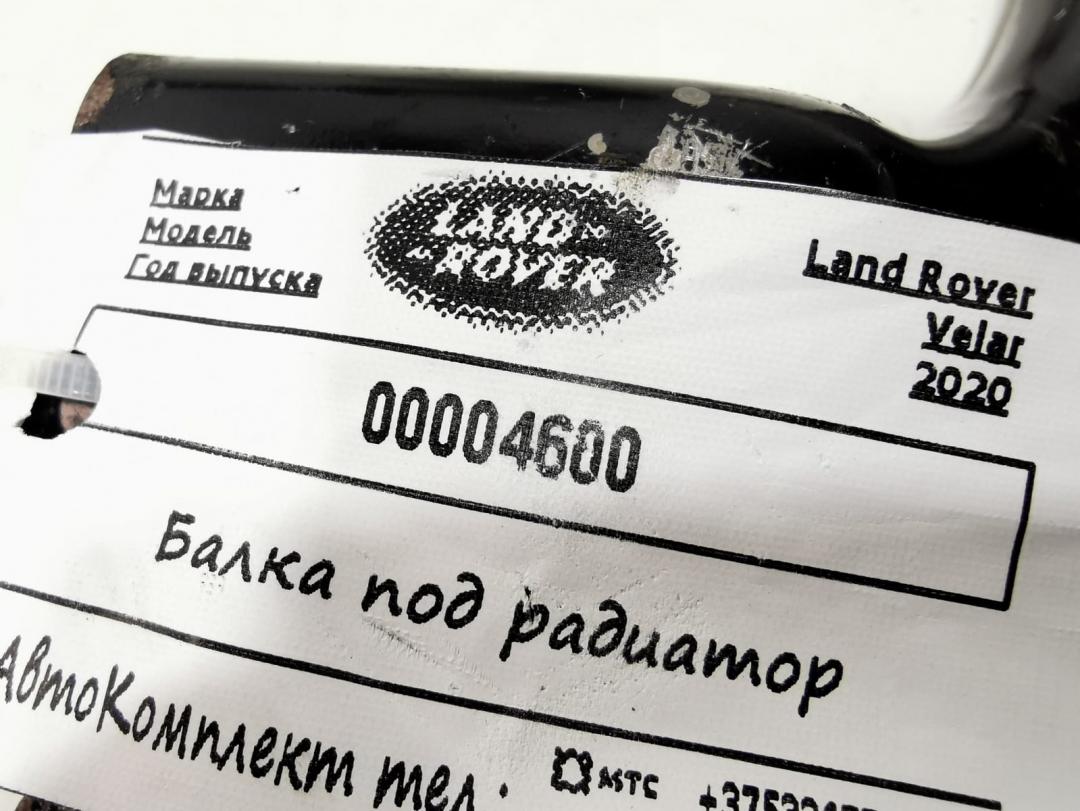 Марка
Модель
Год выпуска
LAND
ROVER
Land Rover
Velar
2020
00004600
Балка под радиатор
АвтоКомплект тел.
МТС